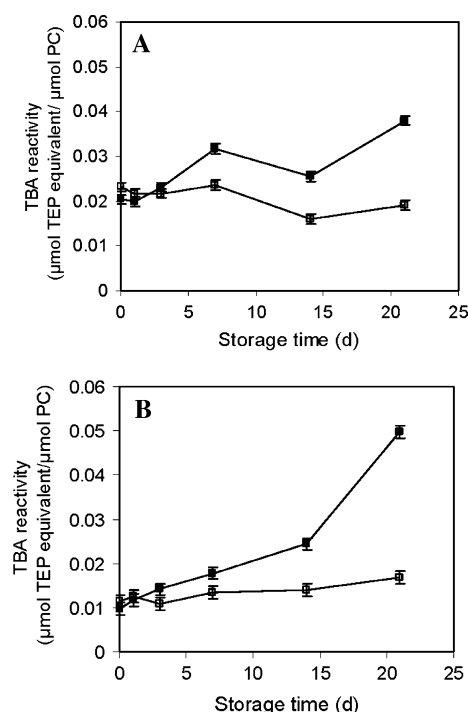 0.06
A
0.05
0.04
0.03
0.02
0.01
0
TBA reactivity
(µmol TEP equivalent/ µmol PC)
0 5 10 15 20 25
Storage time (d)
0.06
B
0.05
0.04
0.03
0.02
0.01
0
TBA reactivity
(µmol TEP equivalent/µmol PC)
0 5 10 15 20 25
Storage time (d)